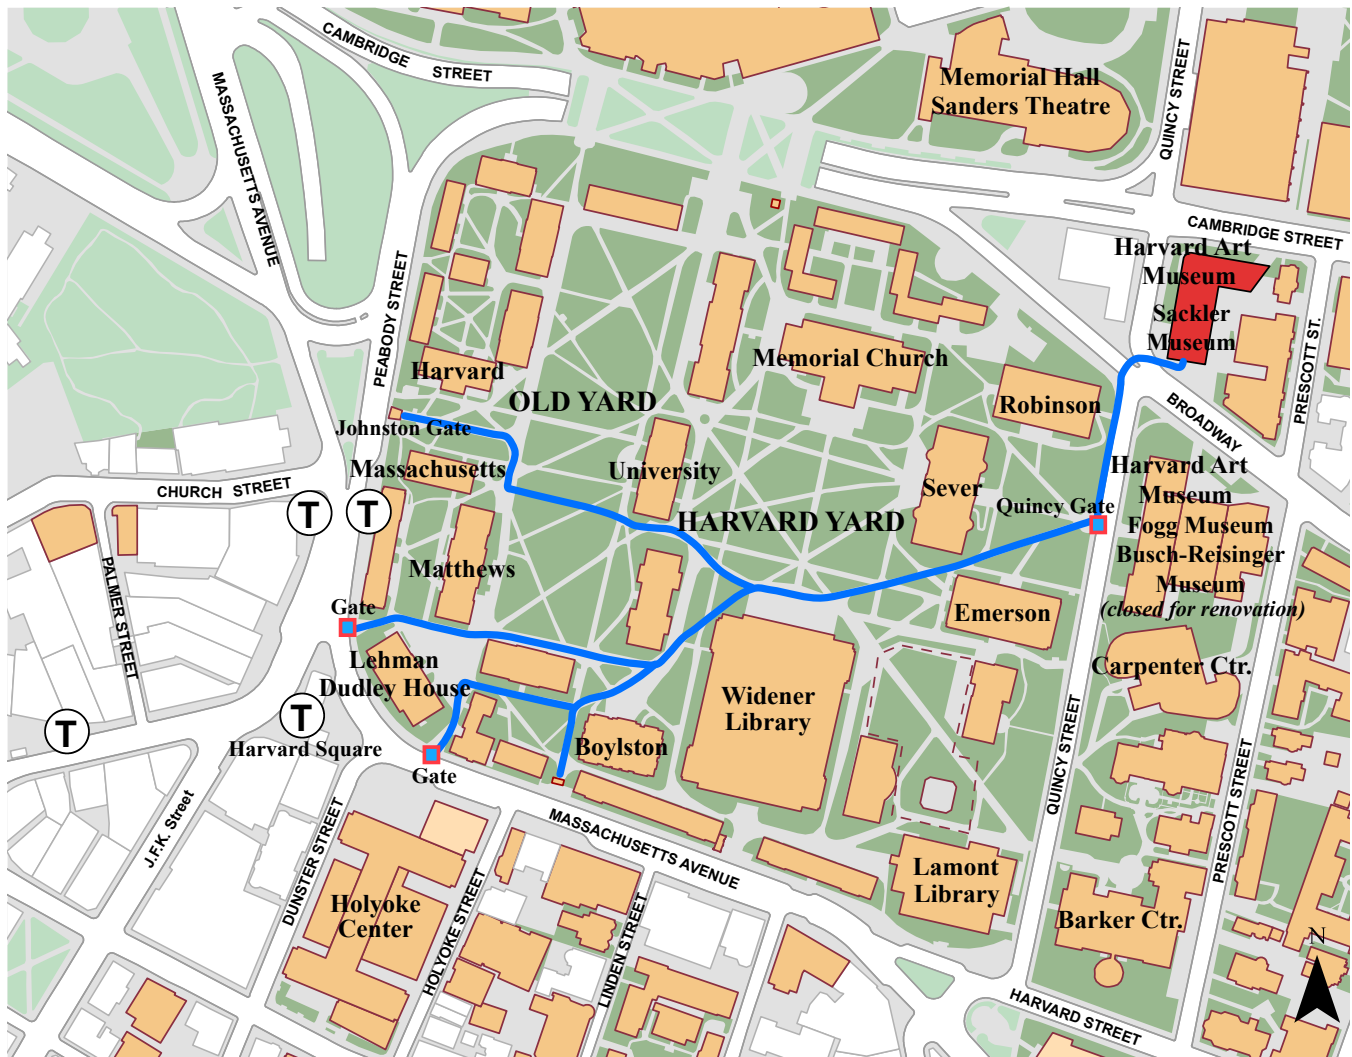 CAMBRIDGE STREET
MASSACHUSETTS AVENUE
Memorial Hall
Sanders Theatre
QUINCY STREET
CAMBRIDGE STREET
Harvard Art
Museum
Sackler
Museum
PEABODY STREET
PRESCOTT ST.
Harvard
Memorial Church
OLD YARD
Robinson
BROADWAY
Johnston Gate
Massachusetts
University
Sever
Harvard Art
Museum
Fogg Museum
Busch-Reisinger
Museum
(closed for renovation)
CHURCH STREET
T
T
Quincy Gate
HARVARD YARD
PALMER STREET
Matthews
Gate
Emerson
Lehman
Dudley House
Carpenter Ctr.
Widener
Library
T
T
Harvard Square
Gate
Boylston
QUINCY STREET
PRESCOTT STREET
J.F.K. Street
DUNSTER STREET
MASSACHUSETTS AVENUE
Lamont
Library
Holyoke
Center
HOLYOKE STREET
LINDEN STREET
Barker Ctr.
N
HARVARD STREET